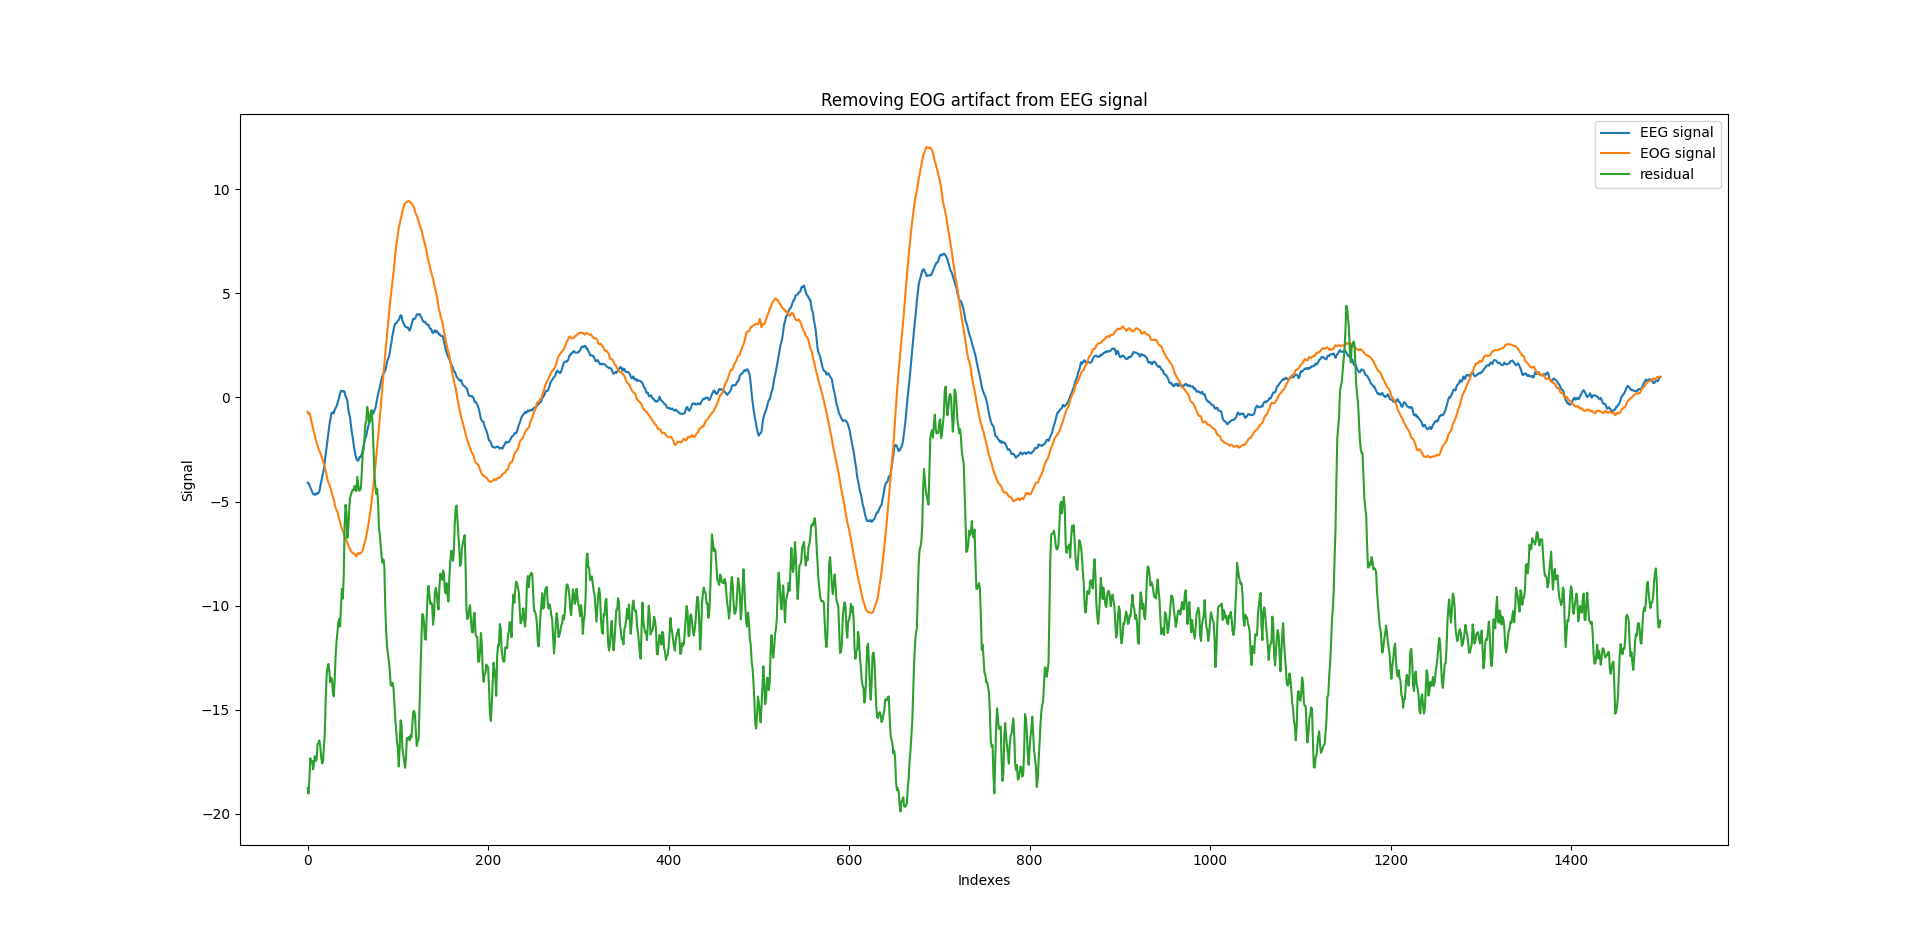 Removing EOG artifact from EEG signal
EEG signal
EOG signal
residual
Signal
10
5
0
−5
−10
−15
−20
0 200 400 600 800 1000 1200 1400
Indexes